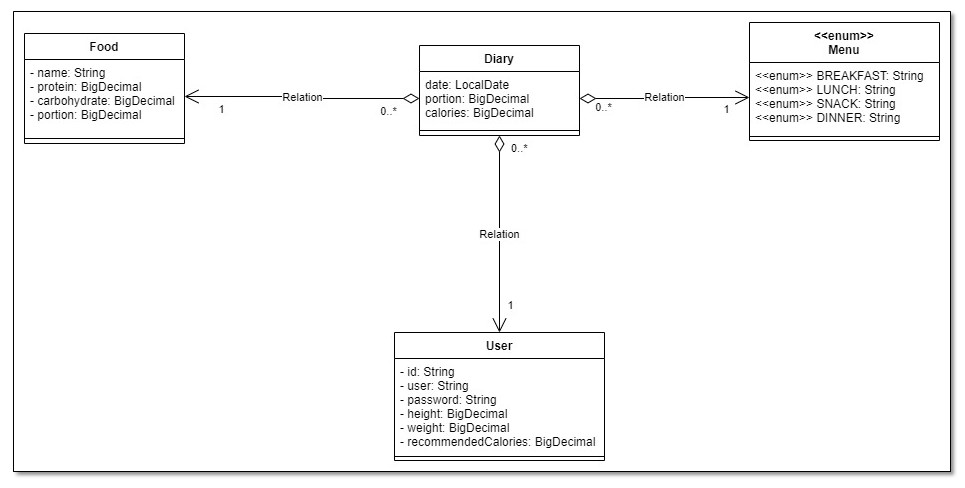 Food
- name: String
- protein: BigDecimal
- carbohydrate: BigDecimal
- portion: BigDecimal
1
Relation
0..*
Diary
date: LocalDate
portion: BigDecimal
calories: BigDecimal
0..*
Relation
1
<<enum>>
Menu
<<enum>> BREAKFAST: String
<<enum>> LUNCH: String
<<enum>> SNACK: String
<<enum>> DINNER: String
0..*
Relation
1
User
- id: String
- user: String
- password: String
- height: BigDecimal
- weight: BigDecimal
- recommendedCalories: BigDecimal